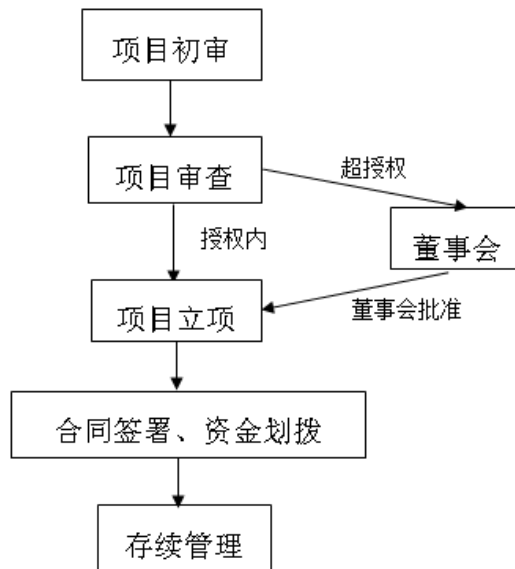 项目初审
项目审查
超授权
授权内
董事会
项目立项
董事会批准
合同签署、资金划拨
存续管理